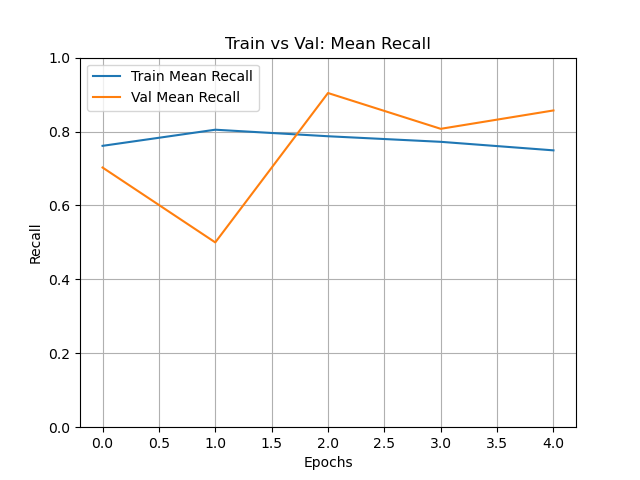 Train vs Val: Mean Recall
Train Mean Recall
Val Mean Recall
1.0
0.8
0.6
0.4
0.2
0.0
Recall
0.0 0.5 1.0 1.5 2.0 2.5 3.0 3.5 4.0
Epochs